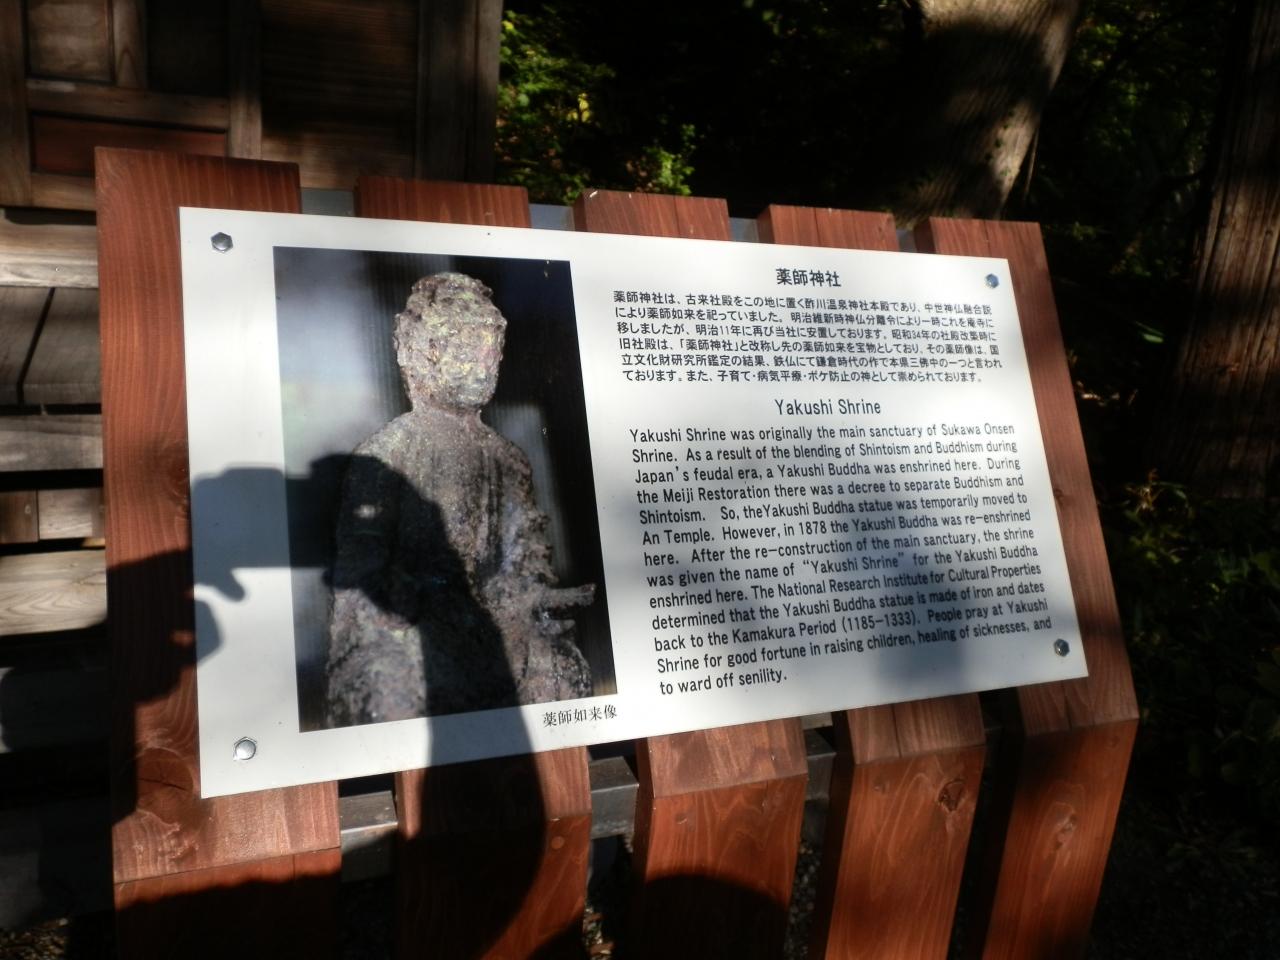 薬師神社
薬師神社は、古来社殿をこの地に置く酢川温泉神社本殿であり、中世神仏融合説
により薬師如来を祀っていました。明治維新時神仏分離令により一時これを庵寺に
移しましたが、明治11年に再び当社に安置しております。昭和34年の社殿改築時に
旧社殿は、「薬師神社」と改称し先の薬師如来を宝物としており、その薬師像は、国
立文化財研究所鑑定の結果、鉄仏にて鎌倉時代の作で本県三佛中の一つと言われ
ております。また、子育て・病気平療・ボケ防止の神として崇められております。
Yakushi Shrine
Yakushi Shrine was originally the main sanctuary of Sukawa Onsen
Shrine. As a result of the blending of Shintoism and Buddhism during
Japan's feudal era, a Yakushi Buddha was enshrined here. During
the Meiji Restoration there was a decree to separate Buddhism and
Shintoism. So, theYakushi Buddha statue was temporarily moved to
An Temple. However, in 1878 the Yakushi Buddha was re-enshrined
here. After the re-construction of the main sanctuary, the shrine
was given the name of "Yakushi Shrine" for the Yakushi Buddha
enshrined here. The National Research Institute for Cultural Properties
determined that the Yakushi Buddha statue is made of iron and dates
back to the Kamakura Period (1185-1333). People pray at Yakushi
Shrine for good fortune in raising children, healing of sicknesses, and
to ward off senility.
薬師如来像